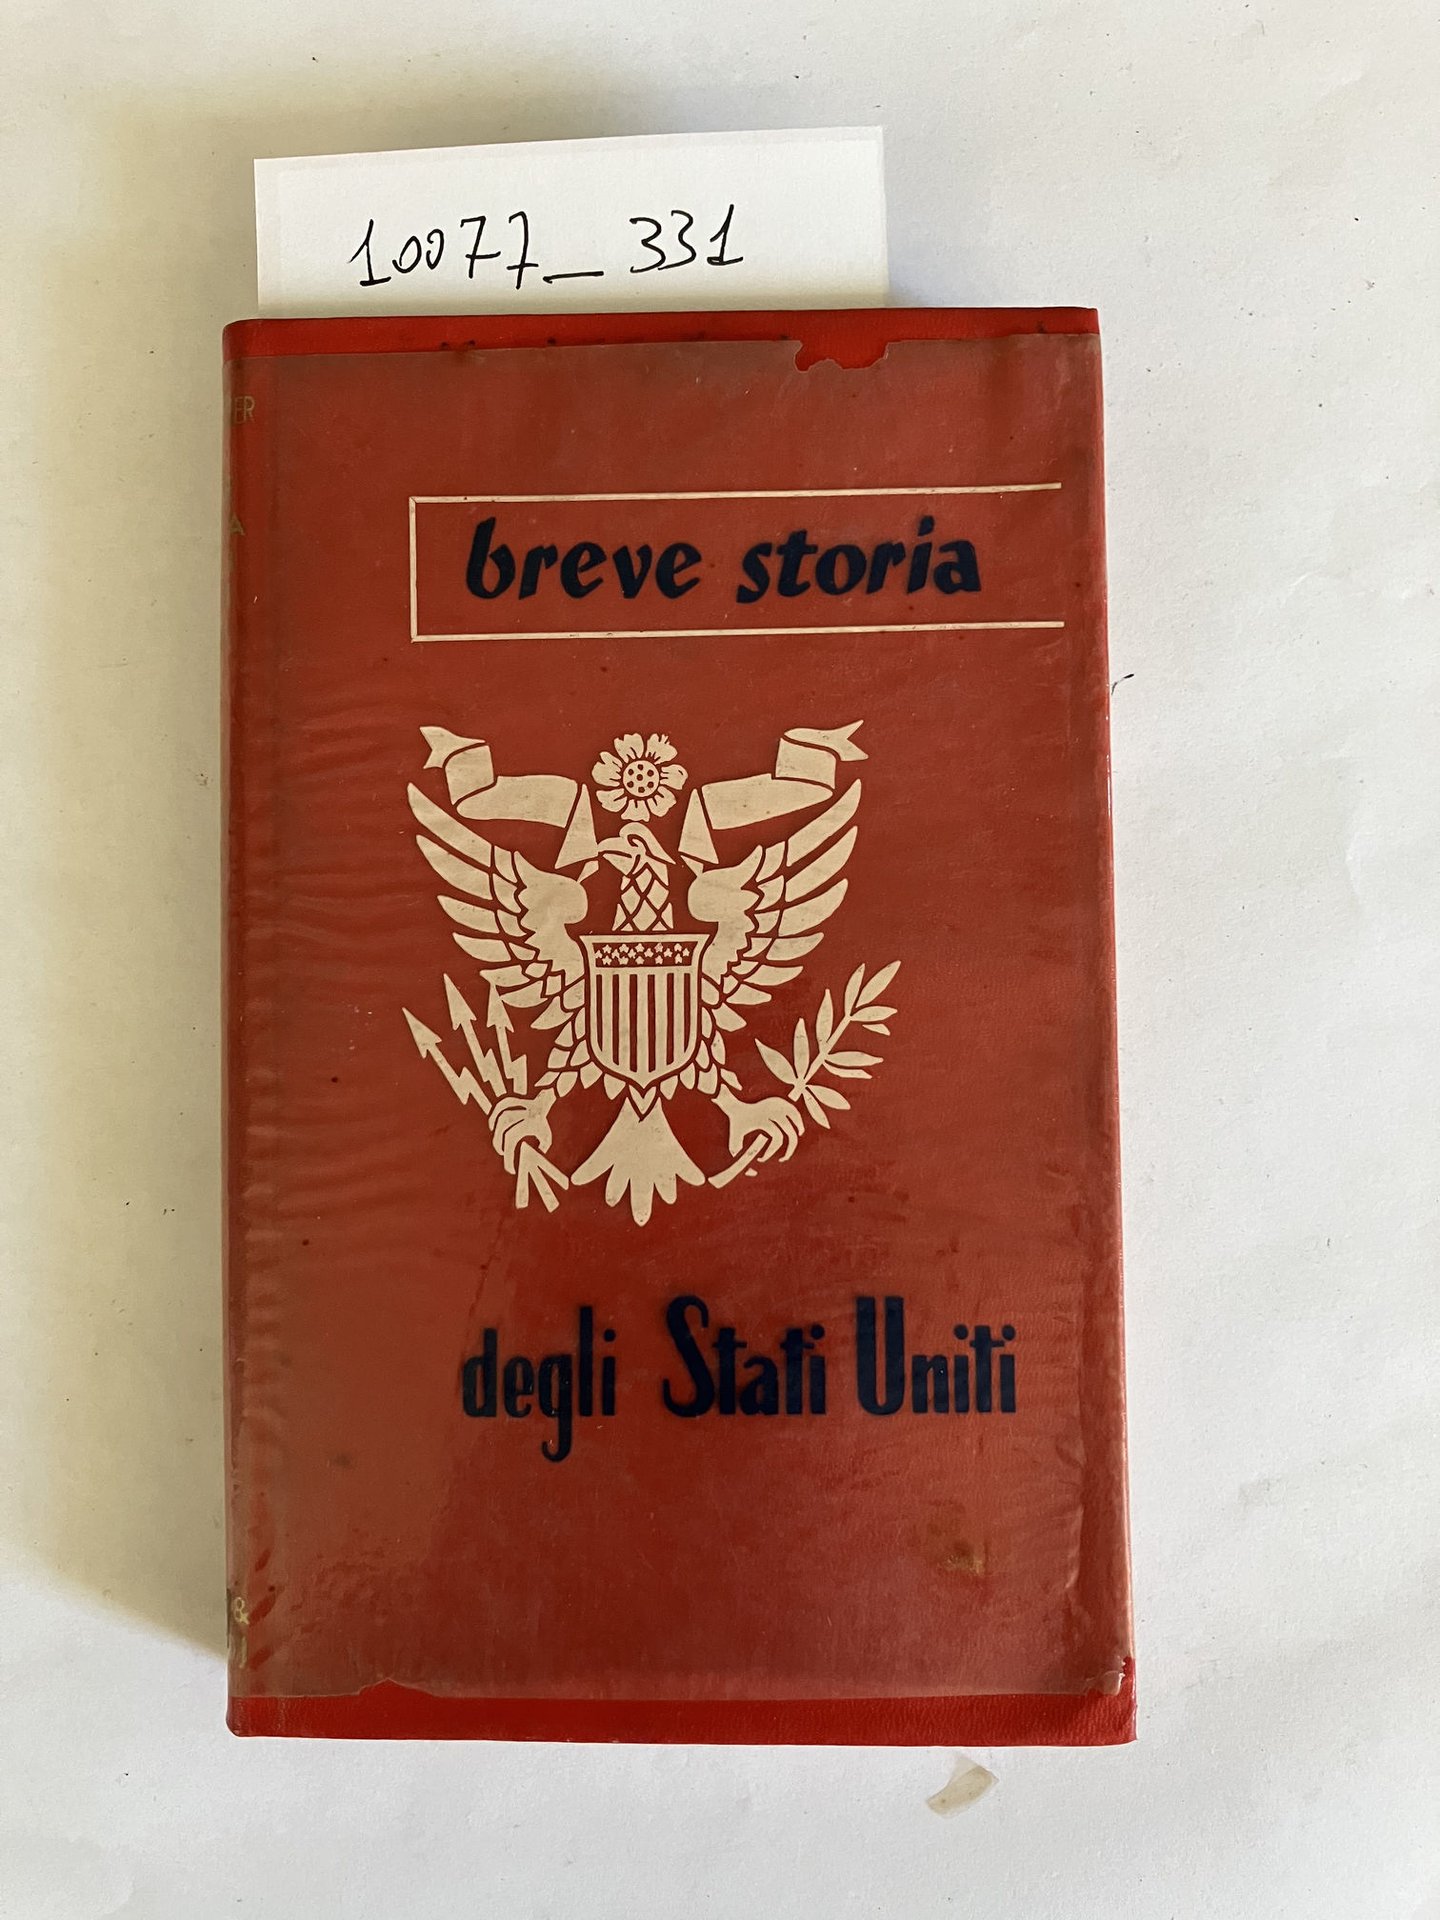 10077_331
breve storia
degli Stati Uniti